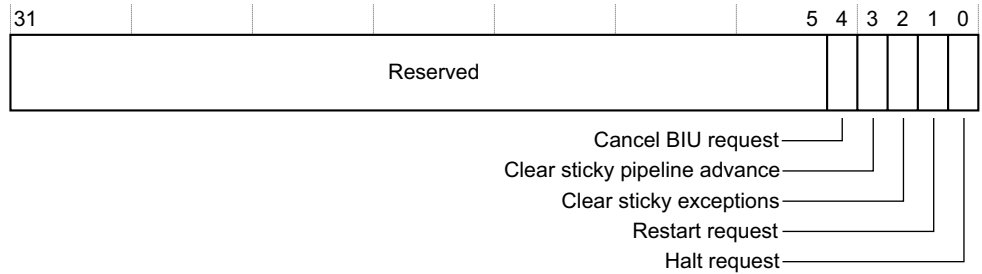 31 5 4 3 2 1 0
Reserved
Cancel BIU request
Clear sticky pipeline advance
Clear sticky exceptions
Restart request
Halt request